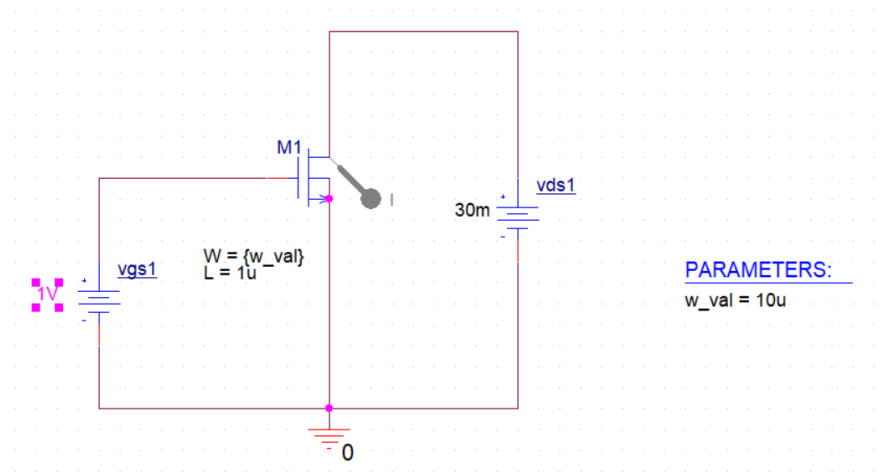 M1
I
vds1
30m
W = {w_val}
L = 1u
vgs1
1V
PARAMETERS:
w_val = 10u
0